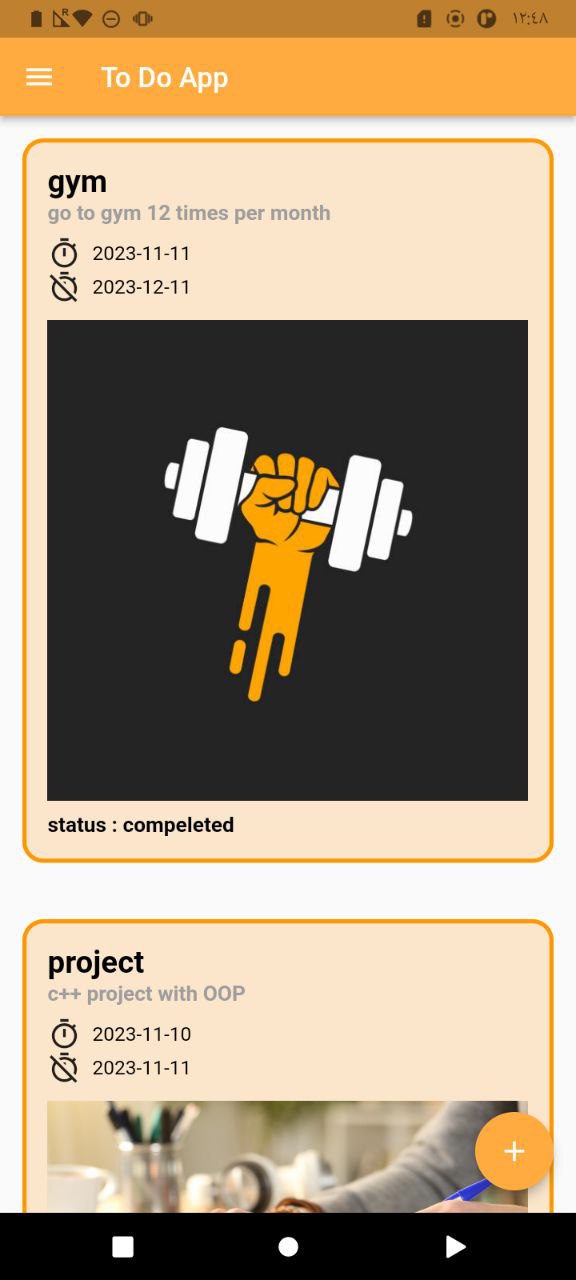 ١٢:٤٨
R
To Do App
gym
go to gym 12 times per month
2023-11-11
2023-12-11
status : compeleted
project
c++ project with OOP
2023-11-10
2023-11-11